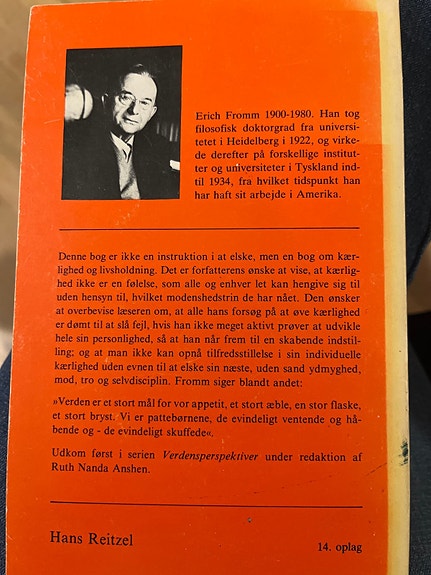 Erich Fromm 1900-1980. Han tog
filosofisk doktorgrad fra universi-
tetet i Heidelberg i 1922, og virke-
de derefter på forskellige institut-
ter og universiteter i Tyskland ind-
til 1934, fra hvilket tidspunkt han
har haft sit arbejde i Amerika.
Denne bog er ikke en instruktion i at elske, men en bog om kær-
lighed og livsholdning. Det er forfatterens ønske at vise, at kærlig-
hed ikke er en følelse, som alle og enhver let kan hengive sig til
uden hensyn til, hvilket modenhedstrin de har nået. Den ønsker
at overbevise læseren om, at alle hans forsøg på at øve kærlighed
er dømt til at slå fejl, hvis han ikke meget aktivt prøver at udvikle
hele sin personlighed, så at han når frem til en skabende indstil-
ling; og at man ikke kan opnå tilfredsstillelse i sin individuelle
kærlighed uden evnen til at elske sin næste, uden sand ydmyghed,
mod, tro og selvdisciplin. Fromm siger blandt andet:
»Verden er et stort mål for vor appetit, et stort æble, en stor flaske,
et stort bryst. Vi er pattebørnene, de evindeligt ventende og hå-
bende og - de evindeligt skuffede«.
Udkom først i serien Verdensperspektiver under redaktion af
Ruth Nanda Anshen.
Hans Reitzel
14. oplag